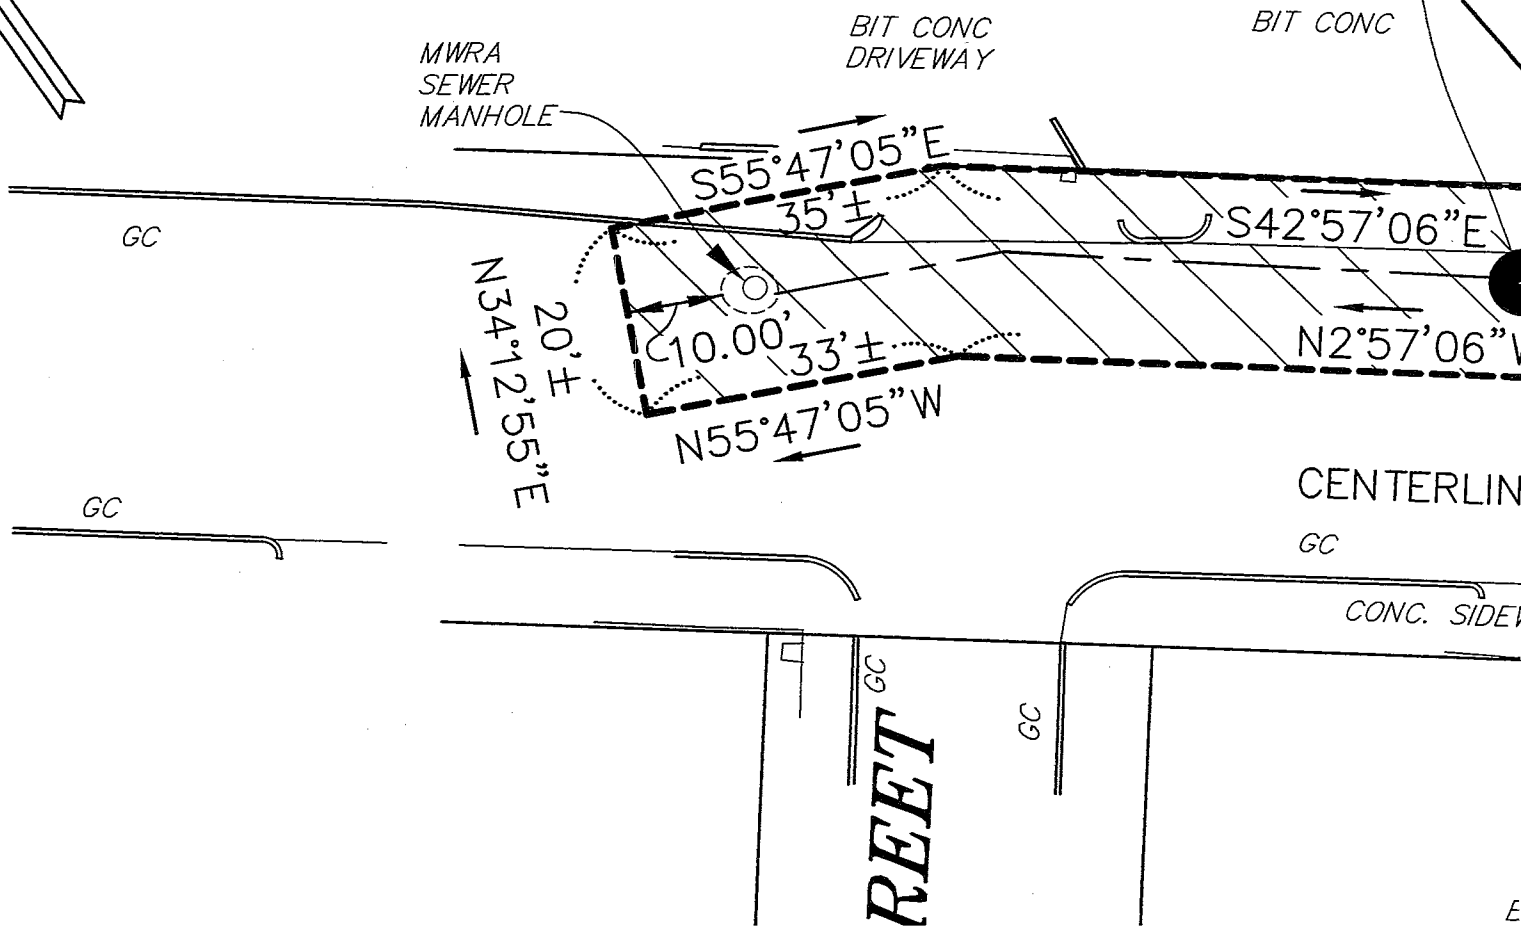 BIT CONC
DRIVEWAY
BIT CONC
MWRA
SEWER
MANHOLE
S55°47'05"E
35'±
S42°57'06"E
GC
N34°12'55"E
20'±
10.00'
33'±
N2°57'06"W
N55°47'05"W
CENTERLIN
GC
GC
CONC. SIDEW
GC
GC
REET
E